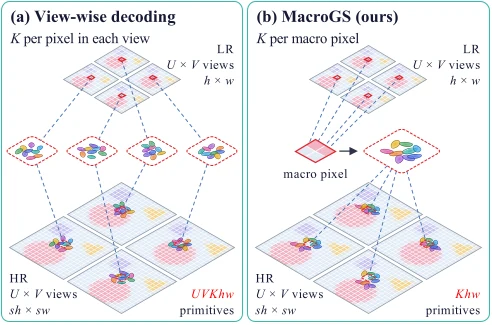 (a) View-wise decoding
K per pixel in each view
LR
U × V views
h × w
HR
U × V views
sh × sw
UVKhw
primitives
(b) MacroGS (ours)
K per macro pixel
LR
U × V views
h × w
macro pixel
HR
U × V views
sh × sw
Khw
primitives